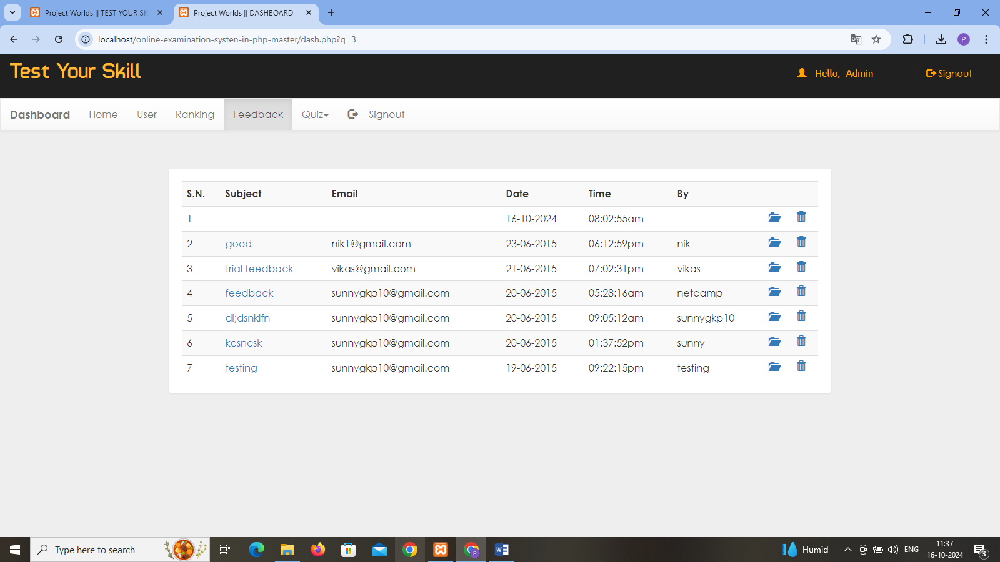 Project Worlds || TEST YOUR SK
Project Worlds || DASHBOARD
localhost/online-examination-systen-in-php-master/dash.php?q=3
P
Test Your Skill
Hello, Admin
Signout
Dashboard Home User Ranking Feedback Quiz Signout
S.N. Subject Email Date Time By
1 16-10-2024 08:02:55am
2 good nik1@gmail.com 23-06-2015 06:12:59pm nik
3 trial feedback vikas@gmail.com 21-06-2015 07:02:31pm vikas
4 feedback sunnygkp10@gmail.com 20-06-2015 05:28:16am netcamp
5 dl;dsnklfn sunnygkp10@gmail.com 20-06-2015 09:05:12am sunnygkp10
6 kcsncsk sunnygkp10@gmail.com 20-06-2015 01:37:52pm sunny
7 testing sunnygkp10@gmail.com 19-06-2015 09:22:15pm testing
Type here to search
P
Humid
ENG
11:37
16-10-2024
3